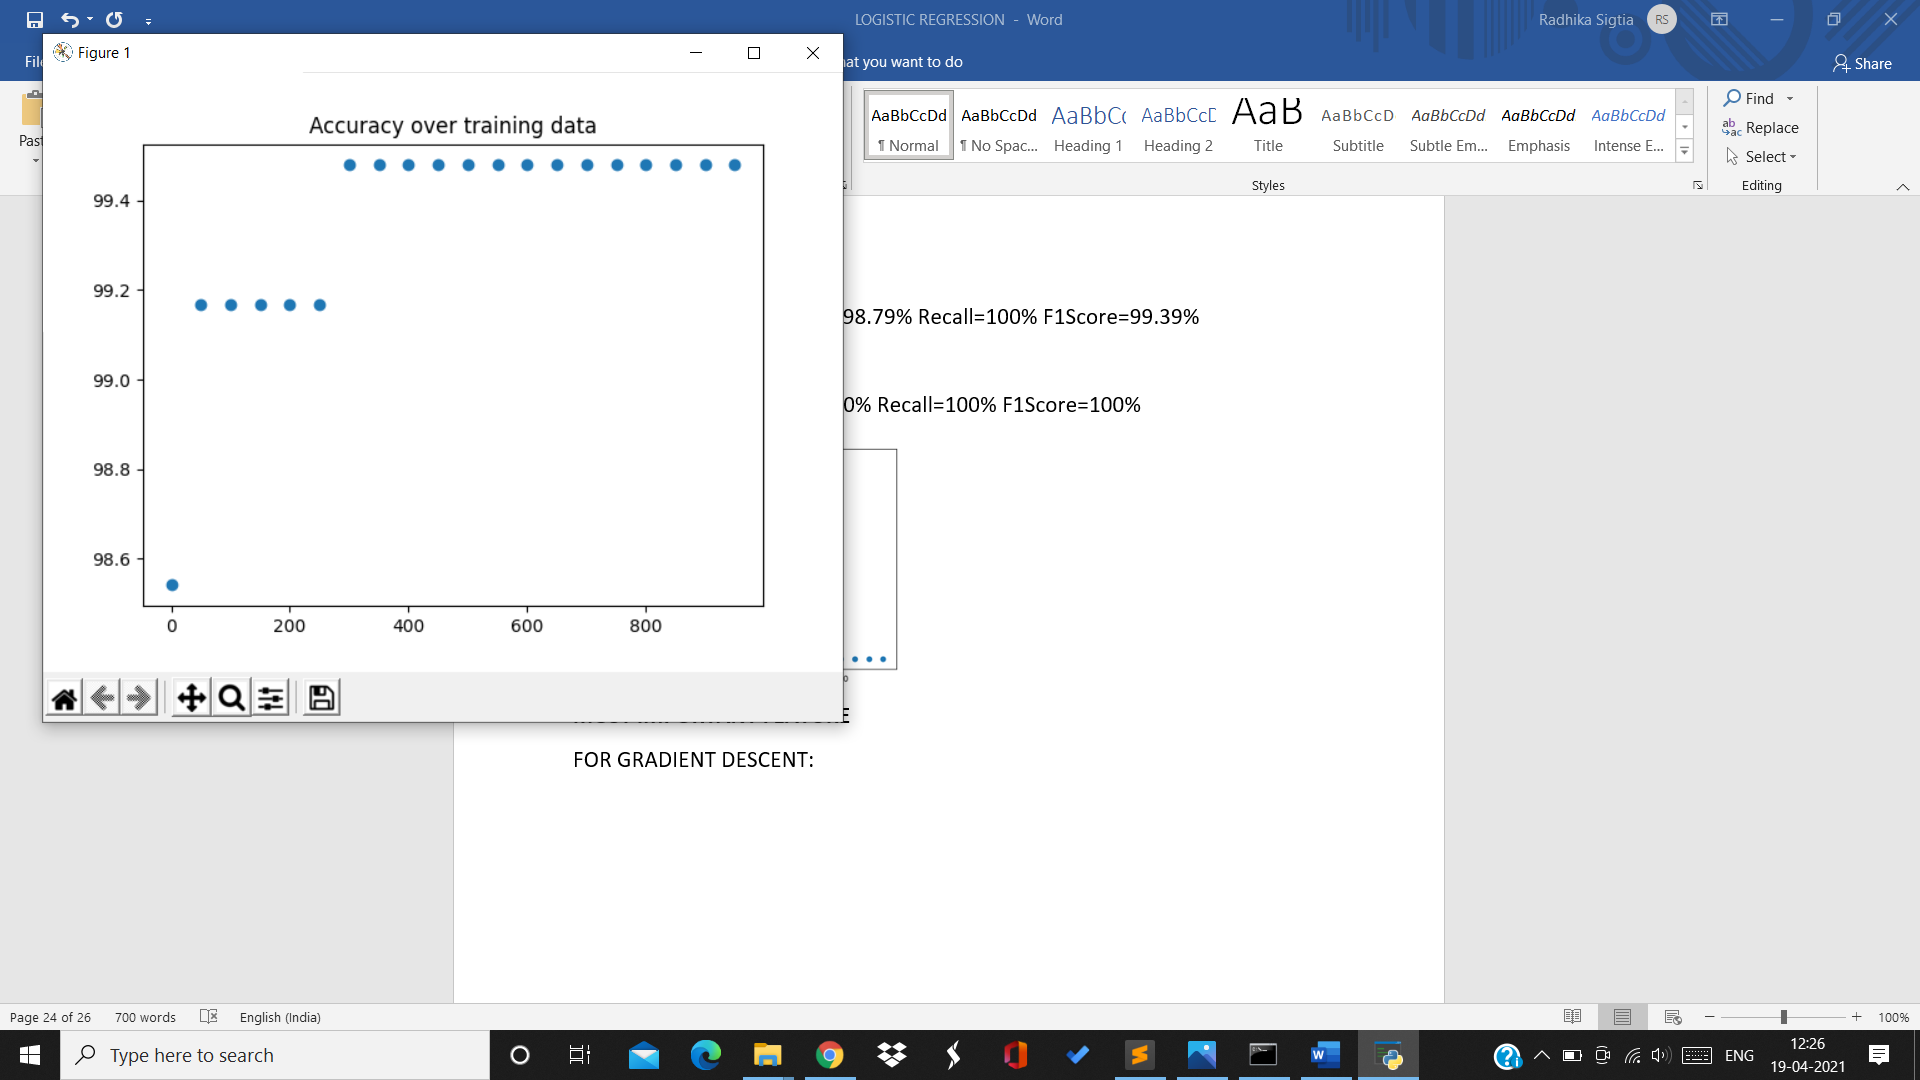 LOGISTIC REGRESSION - Word
Radhika Sigtia
RS
Figure 1
at you want to do
Share
Past
AaBbCcDd
¶ Normal
AaBbCcDd
¶ No Spac...
AaBbCc
Heading 1
AaBbCcD
Heading 2
AaB
Title
AaBbCcD
Subtitle
AaBbCcDd
Subtle Em...
AaBbCcDd
Emphasis
AaBbCcDd
Intense E...
Find
Replace
Select
Styles
Editing
Accuracy over training data
99.4
99.2
99.0
98.8
98.6
0 200 400 600 800
98.79% Recall=100% F1Score=99.39%
0% Recall=100% F1Score=100%
FOR GRADIENT DESCENT:
Page 24 of 26 700 words English (India)
100%
Type here to search
ENG
12:26
19-04-2021